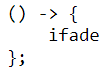 () -> {
    ifade
};